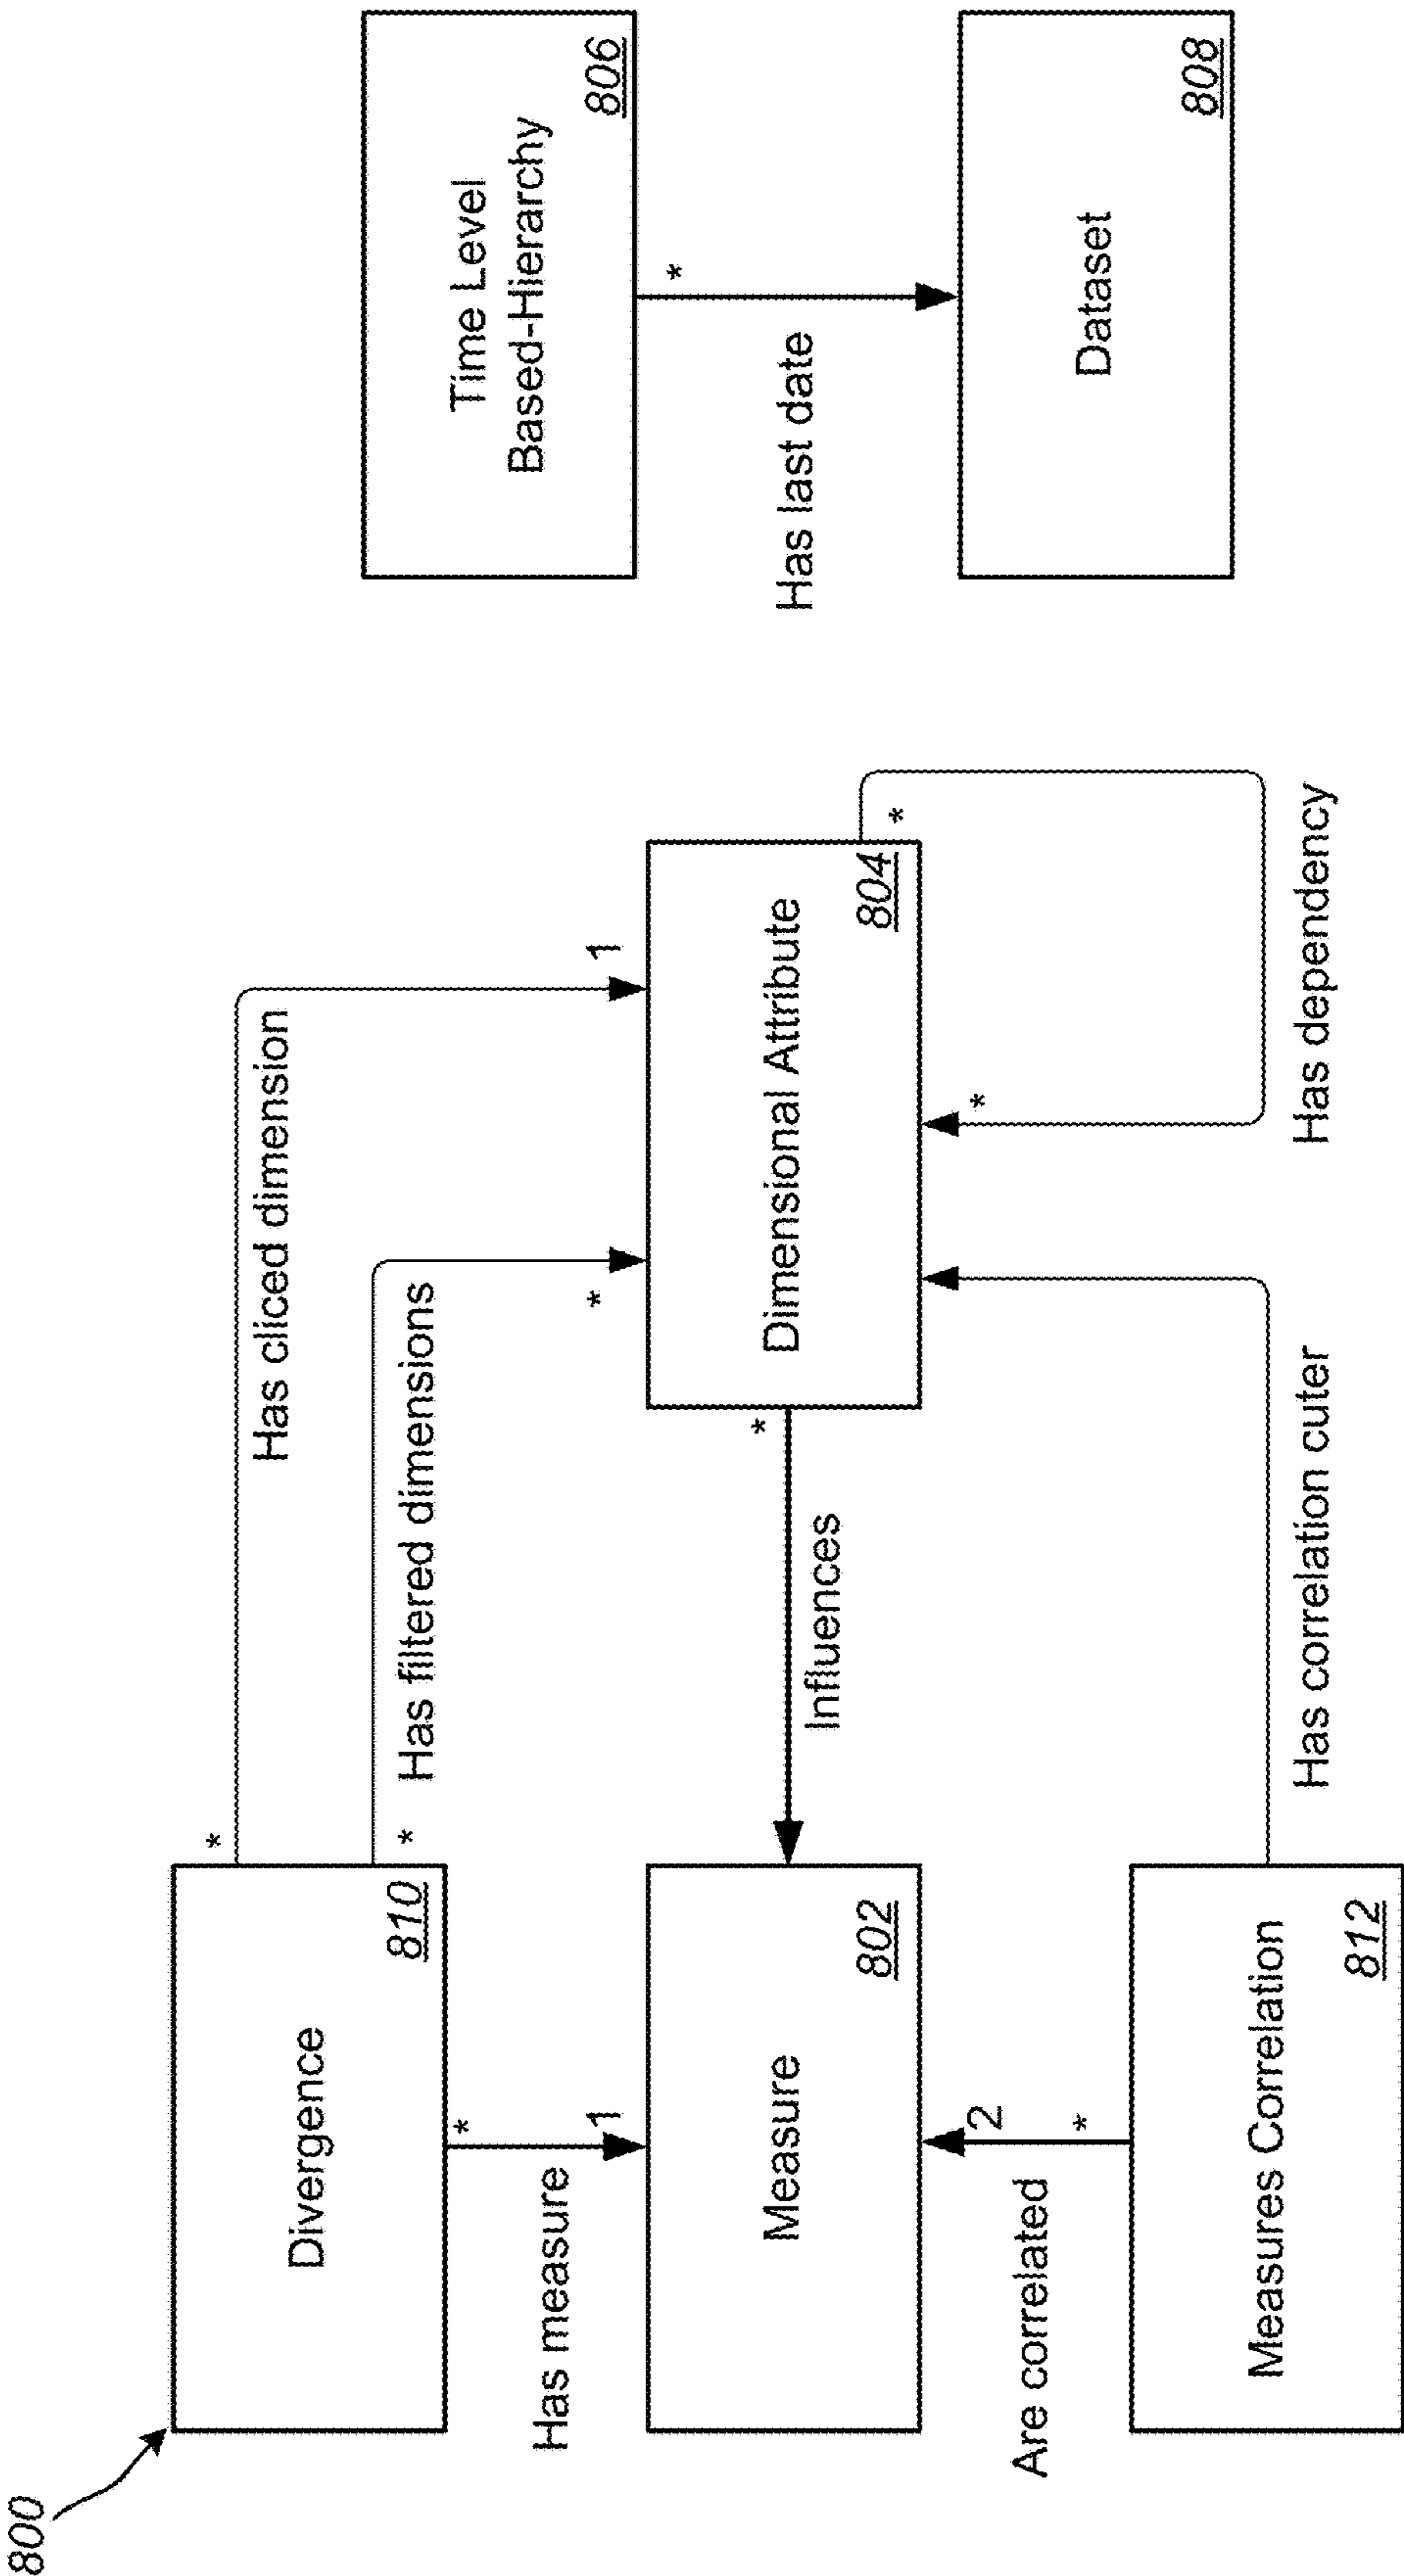 800
Divergence
810
*
Has cliced dimension
1
*
Has filtered dimensions
*
*
Has measure
1
Measure
802
Influences
*
Dimensional Attribute
804
*
*
Has dependency
2
*
Are correlated
Measures Correlation
812
Has correlation cuter
Time Level
Based-Hierarchy
806
*
Has last date
Dataset
808